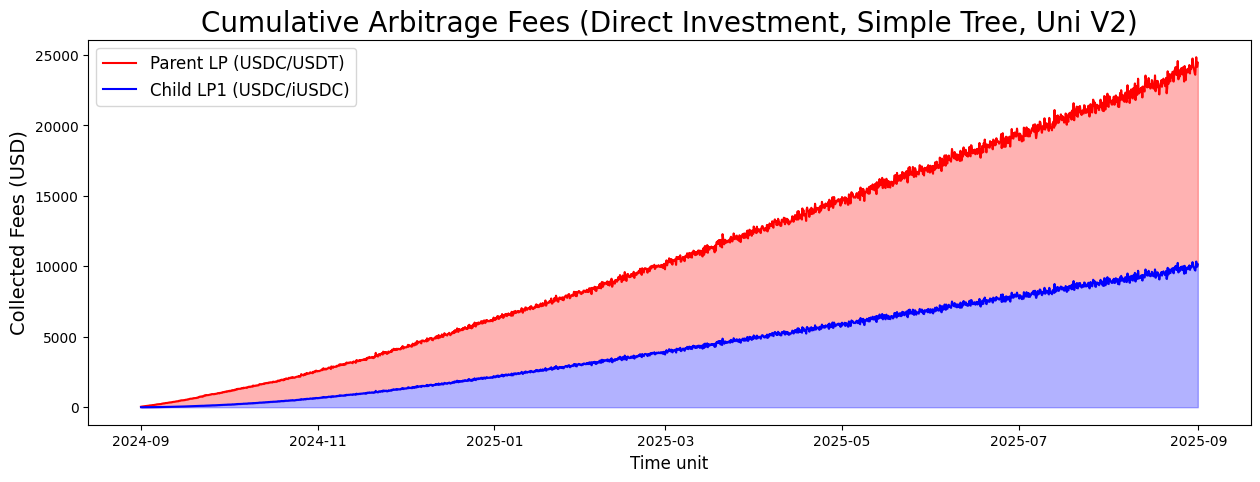 Cumulative Arbitrage Fees (Direct Investment, Simple Tree, Uni V2)
Parent LP (USDC/USDT)
Child LP1 (USDC/iUSDC)
Collected Fees (USD)
25000
20000
15000
10000
5000
0
2024-09
2024-11
2025-01
2025-03
2025-05
2025-07
2025-09
Time unit